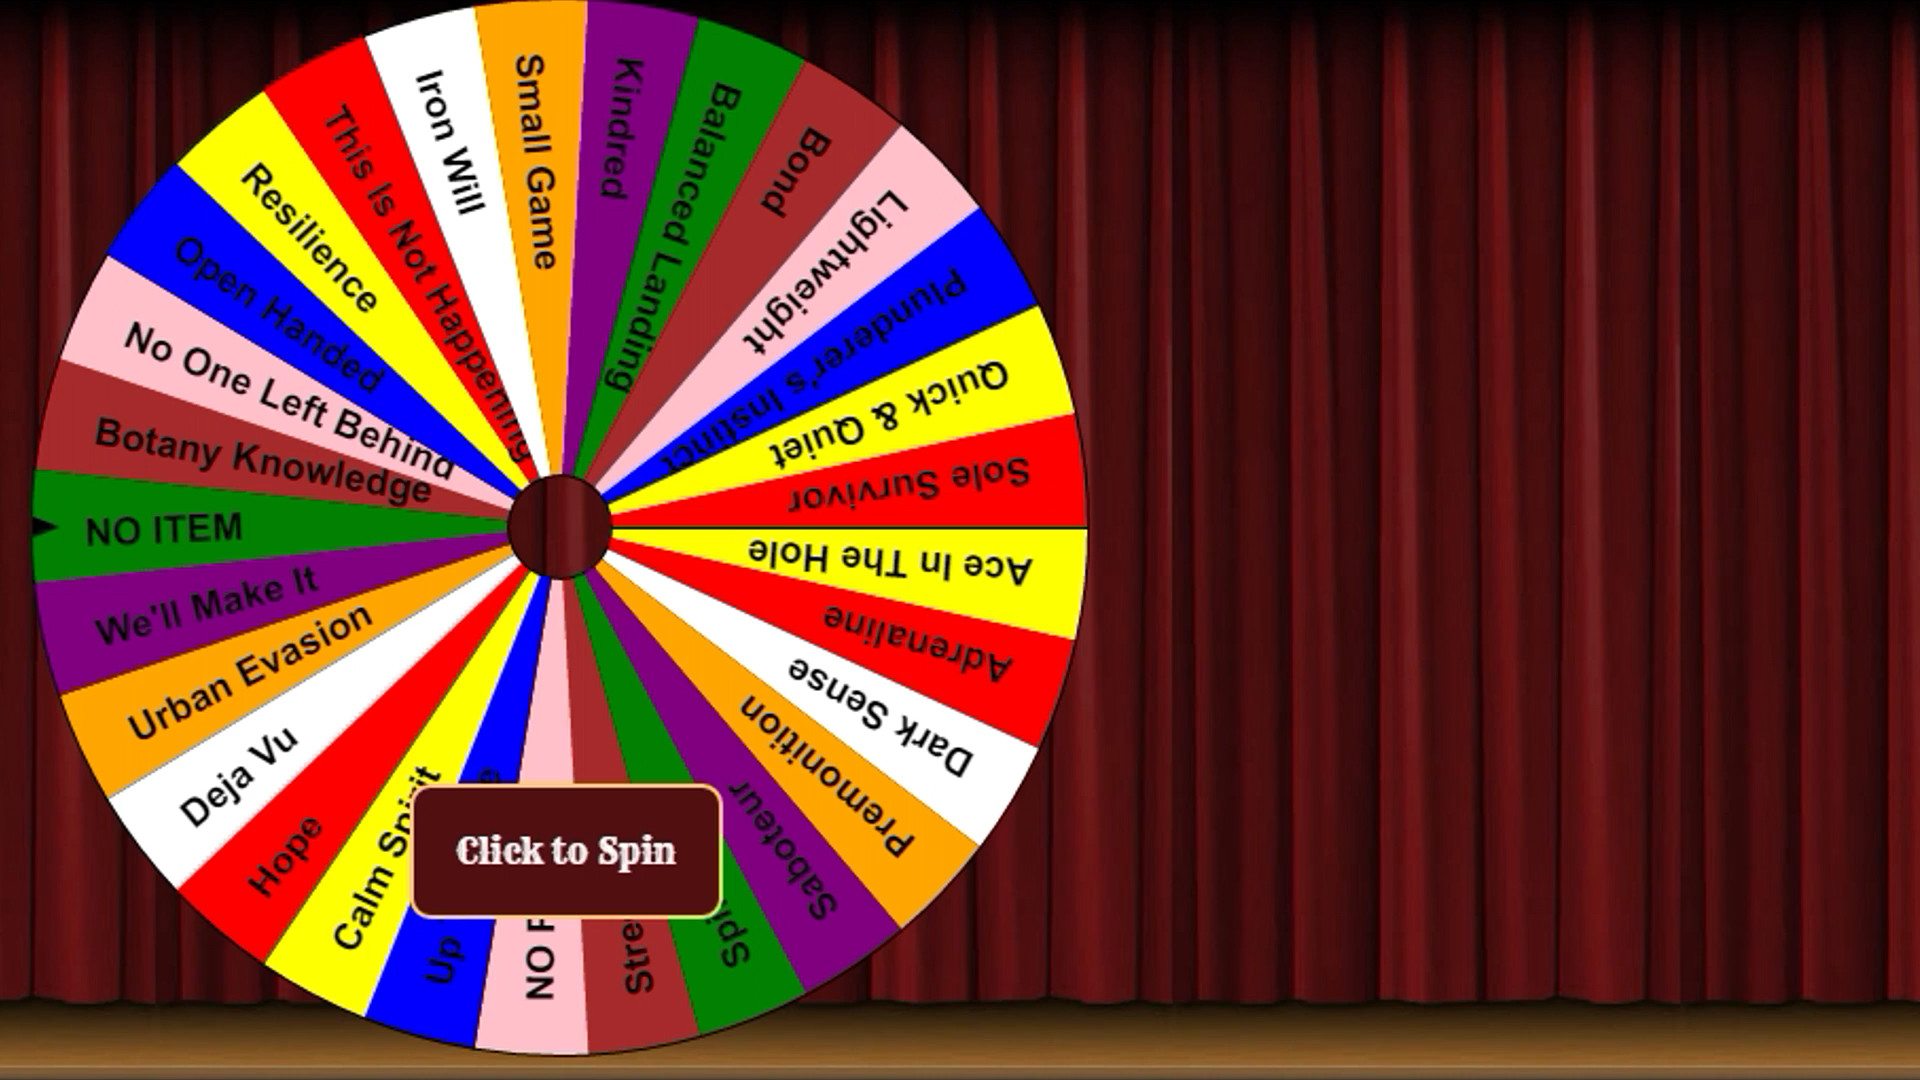 Small Game
Kindred
Balanced Landing
Bond
Lightweight
Plunderer's Instinct
Quick & Quiet
Sole Survivor
Ace In The Hole
Adrenaline
Dark Sense
Premonition
Saboteur
Up
Calm Spirit
Hope
Deja Vu
Urban Evasion
We'll Make It
NO ITEM
Botany Knowledge
No One Left Behind
Open Handed
Resilience
This Is Not Happening
Iron Will
NO
Click to Spin